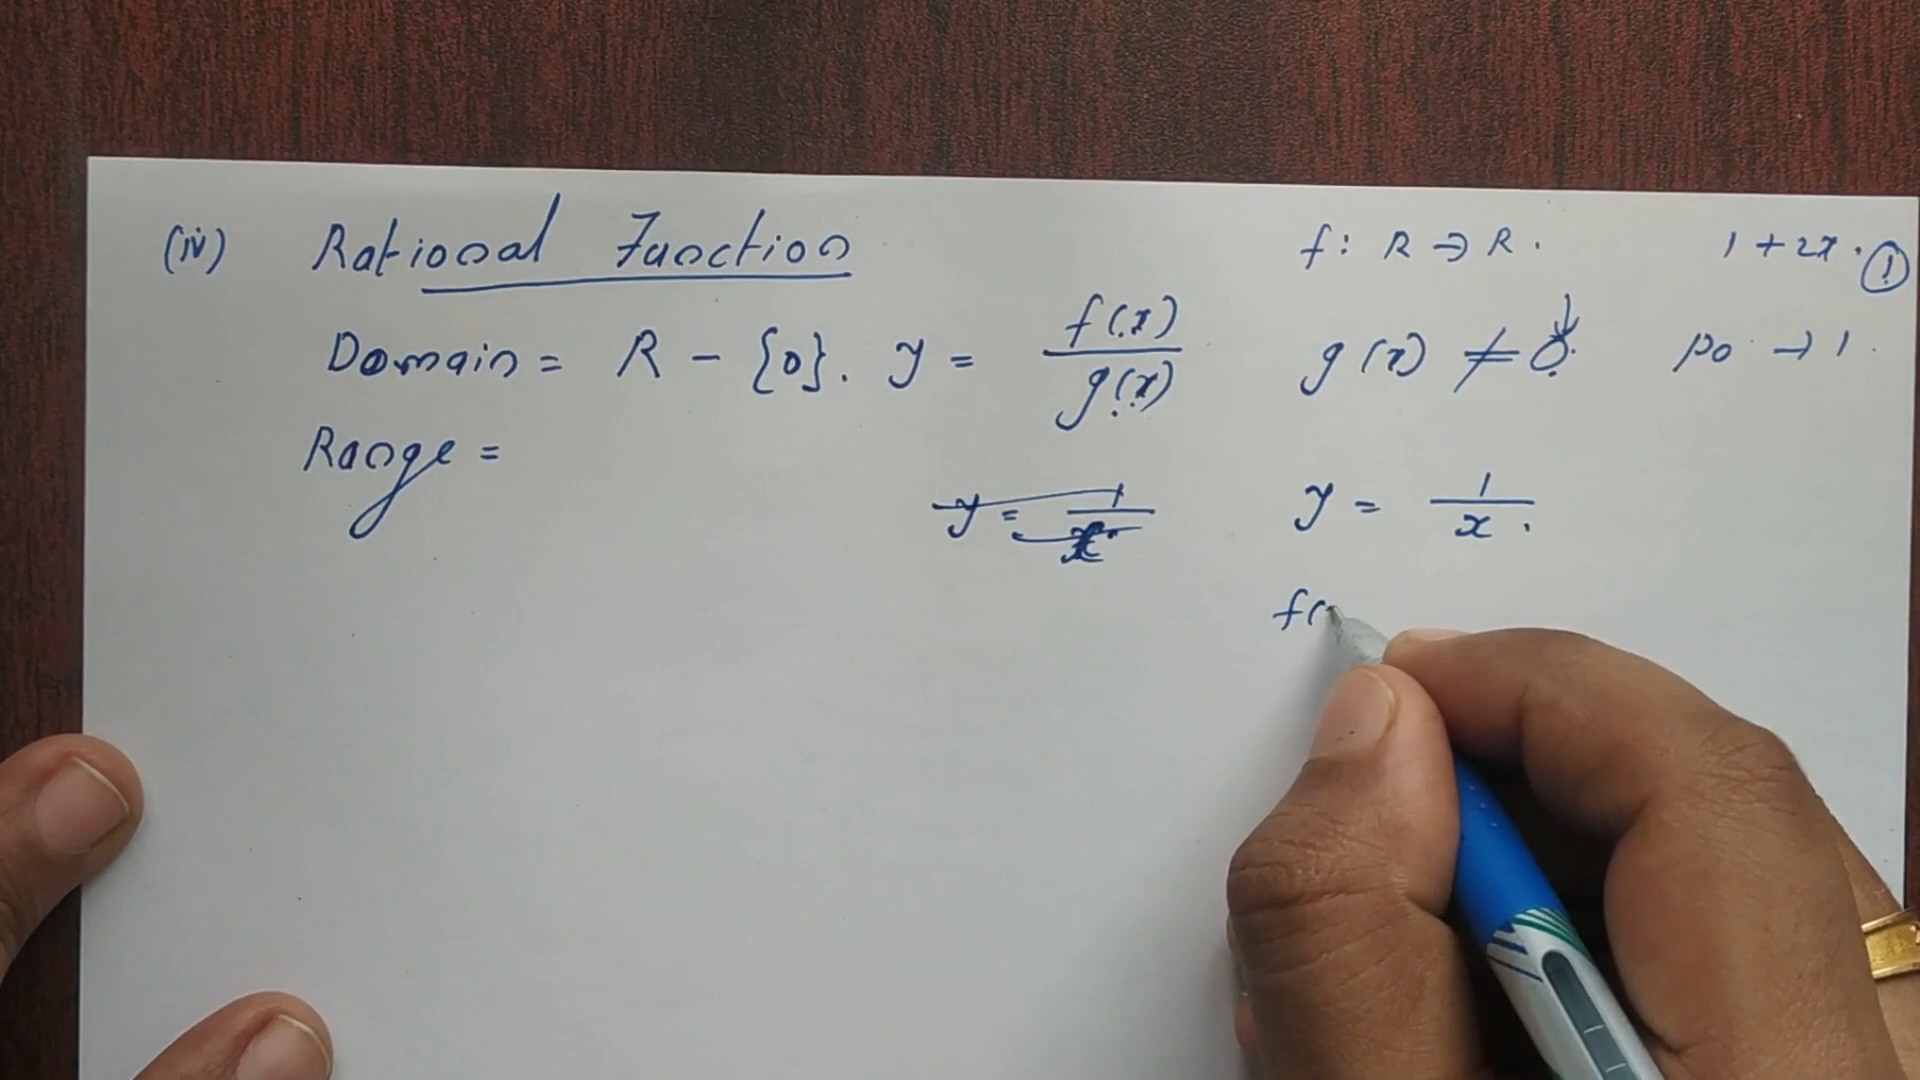 (iv) Rational Function f: R → R. 1 + 2x. ①
Domain = R - {0}. y = f(x)/g(x) g(x) ≠ 0. po → 1.
Range =
y = 1/x y = 1/x.
f(